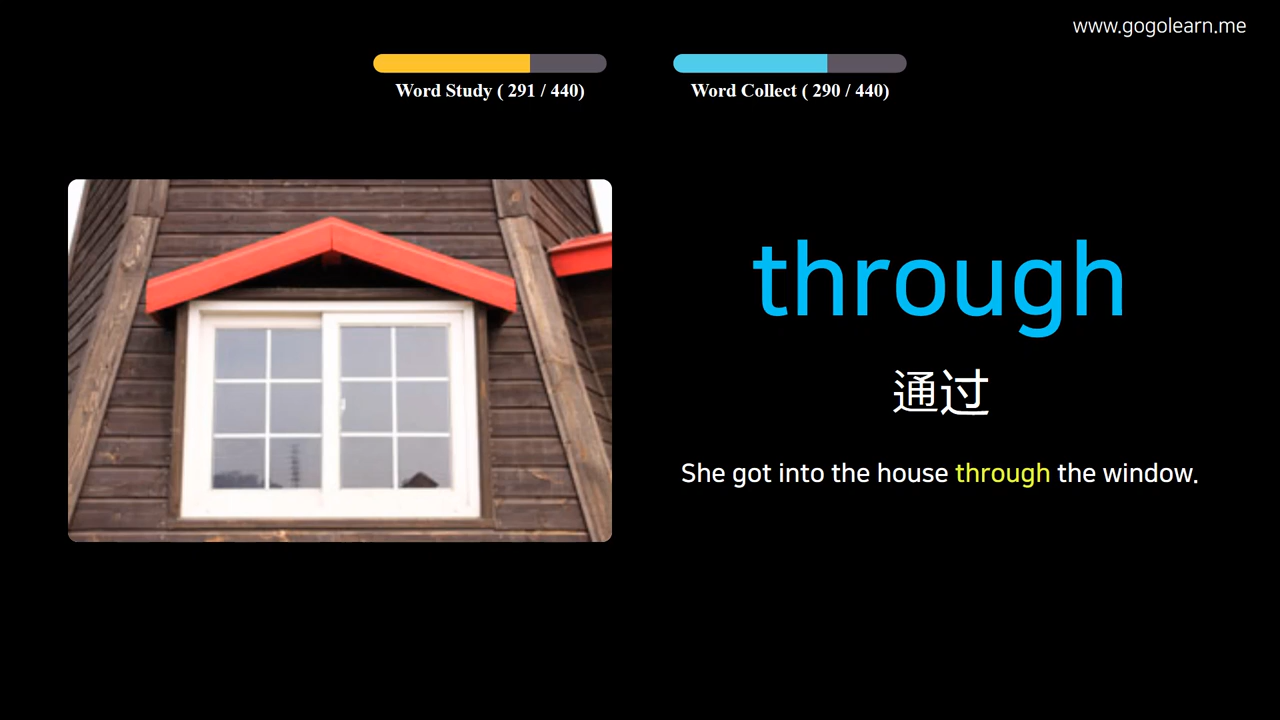 www.gogolearn.me
Word Study ( 291 / 440)
Word Collect ( 290 / 440)
through
通过
She got into the house through the window.